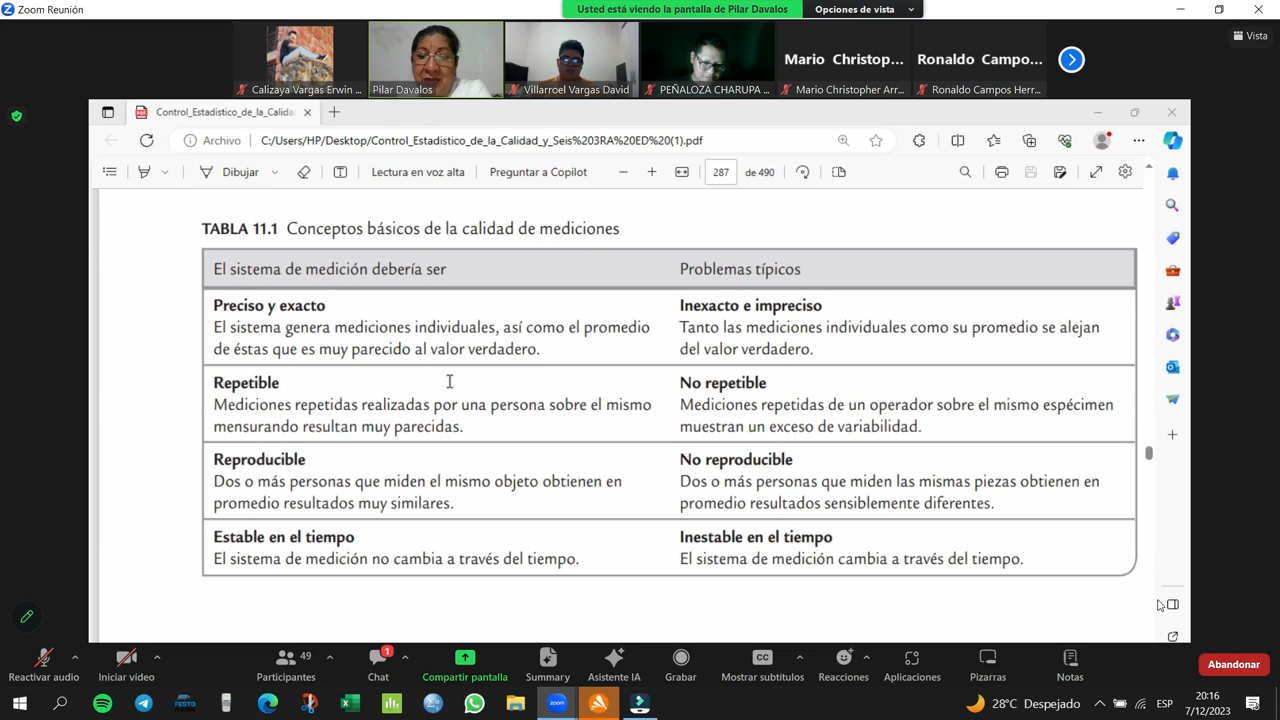 Zoom Reunión
Usted está viendo la pantalla de Pilar Davalos
Opciones de vista
Vista
Calizaya Vargas Erwin ...
Pilar Davalos
Villarroel Vargas David
PEÑALOZA CHARUPA ...
Mario Christop...
Mario Christopher Arr...
Ronaldo Campo...
Ronaldo Campos Herr...
Control_Estadistico_de_la_Calida
Archivo
C:/Users/HP/Desktop/Control_Estadistico_de_la_Calidad_y_Seis%203RA%20ED%20(1).pdf
Dibujar
Lectura en voz alta
Preguntar a Copilot
287
de 490
TABLA 11.1 Conceptos básicos de la calidad de mediciones
El sistema de medición debería ser
Problemas típicos
Preciso y exacto
El sistema genera mediciones individuales, así como el promedio
de éstas que es muy parecido al valor verdadero.
Inexacto e impreciso
Tanto las mediciones individuales como su promedio se alejan
del valor verdadero.
Repetible
Mediciones repetidas realizadas por una persona sobre el mismo
mensurando resultan muy parecidas.
No repetible
Mediciones repetidas de un operador sobre el mismo espécimen
muestran un exceso de variabilidad.
Reproducible
Dos o más personas que miden el mismo objeto obtienen en
promedio resultados muy similares.
No reproducible
Dos o más personas que miden las mismas piezas obtienen en
promedio resultados sensiblemente diferentes.
Estable en el tiempo
El sistema de medición no cambia a través del tiempo.
Inestable en el tiempo
El sistema de medición cambia a través del tiempo.
Reactivar audio
Iniciar video
49
Participantes
1
Chat
Compartir pantalla
Summary
Asistente IA
Grabar
CC
Mostrar subtítulos
Reacciones
Aplicaciones
Pizarras
Notas
Abandonar
FESTO
zoom
28°C Despejado
ESP
20:16
7/12/2023